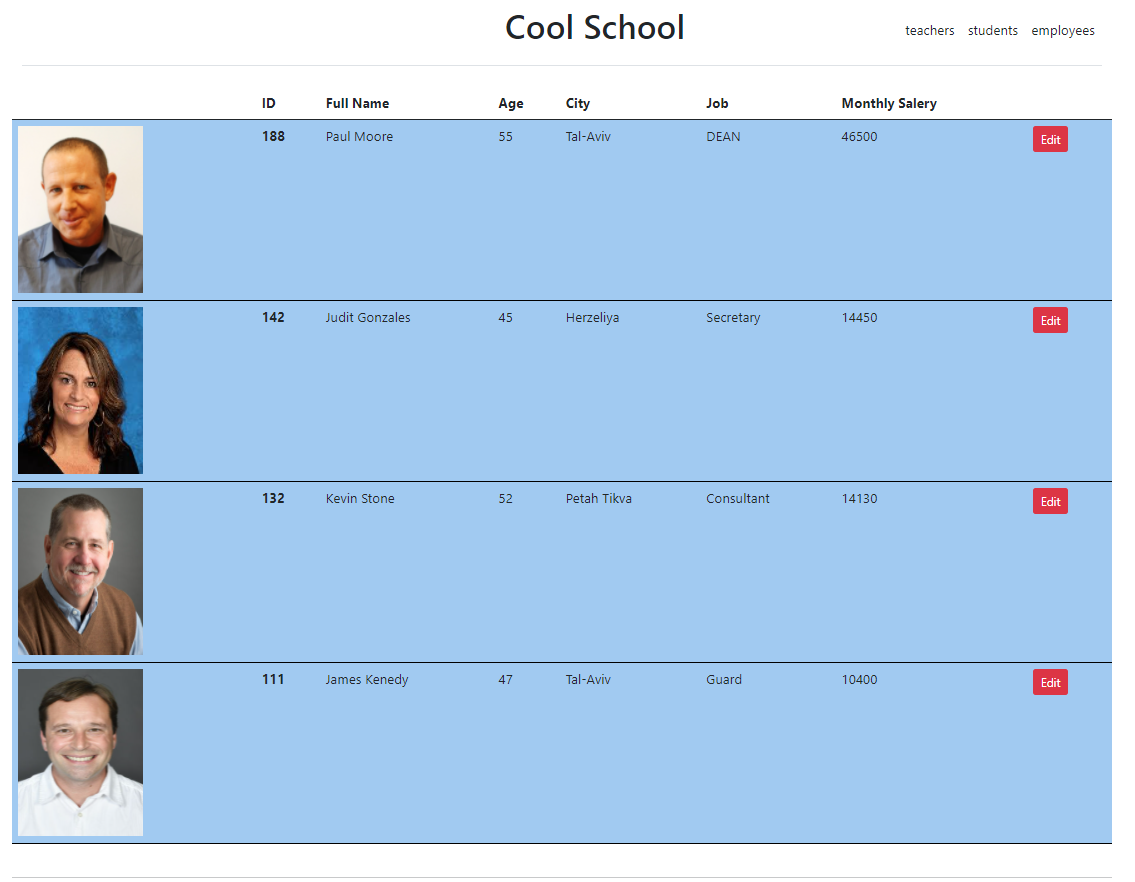 Cool School
teachers students employees
ID Full Name Age City Job Monthly Salery
188 Paul Moore 55 Tal-Aviv DEAN 46500 Edit
142 Judit Gonzales 45 Herzeliya Secretary 14450 Edit
132 Kevin Stone 52 Petah Tikva Consultant 14130 Edit
111 James Kenedy 47 Tal-Aviv Guard 10400 Edit